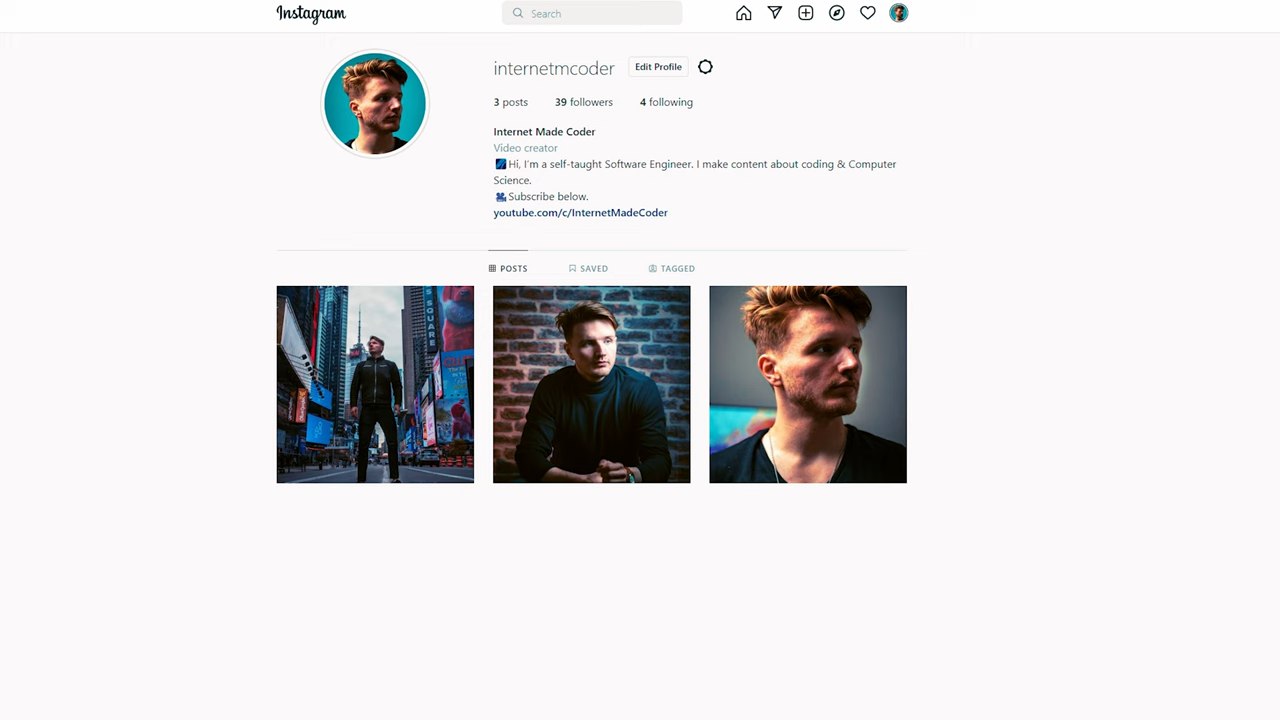 Instagram
Search
internetmcoder
Edit Profile
3 posts
39 followers
4 following
Internet Made Coder
Video creator
Hi, I'm a self-taught Software Engineer. I make content about coding & Computer
Science.
Subscribe below.
youtube.com/c/InternetMadeCoder
POSTS
SAVED
TAGGED
S SQUARE